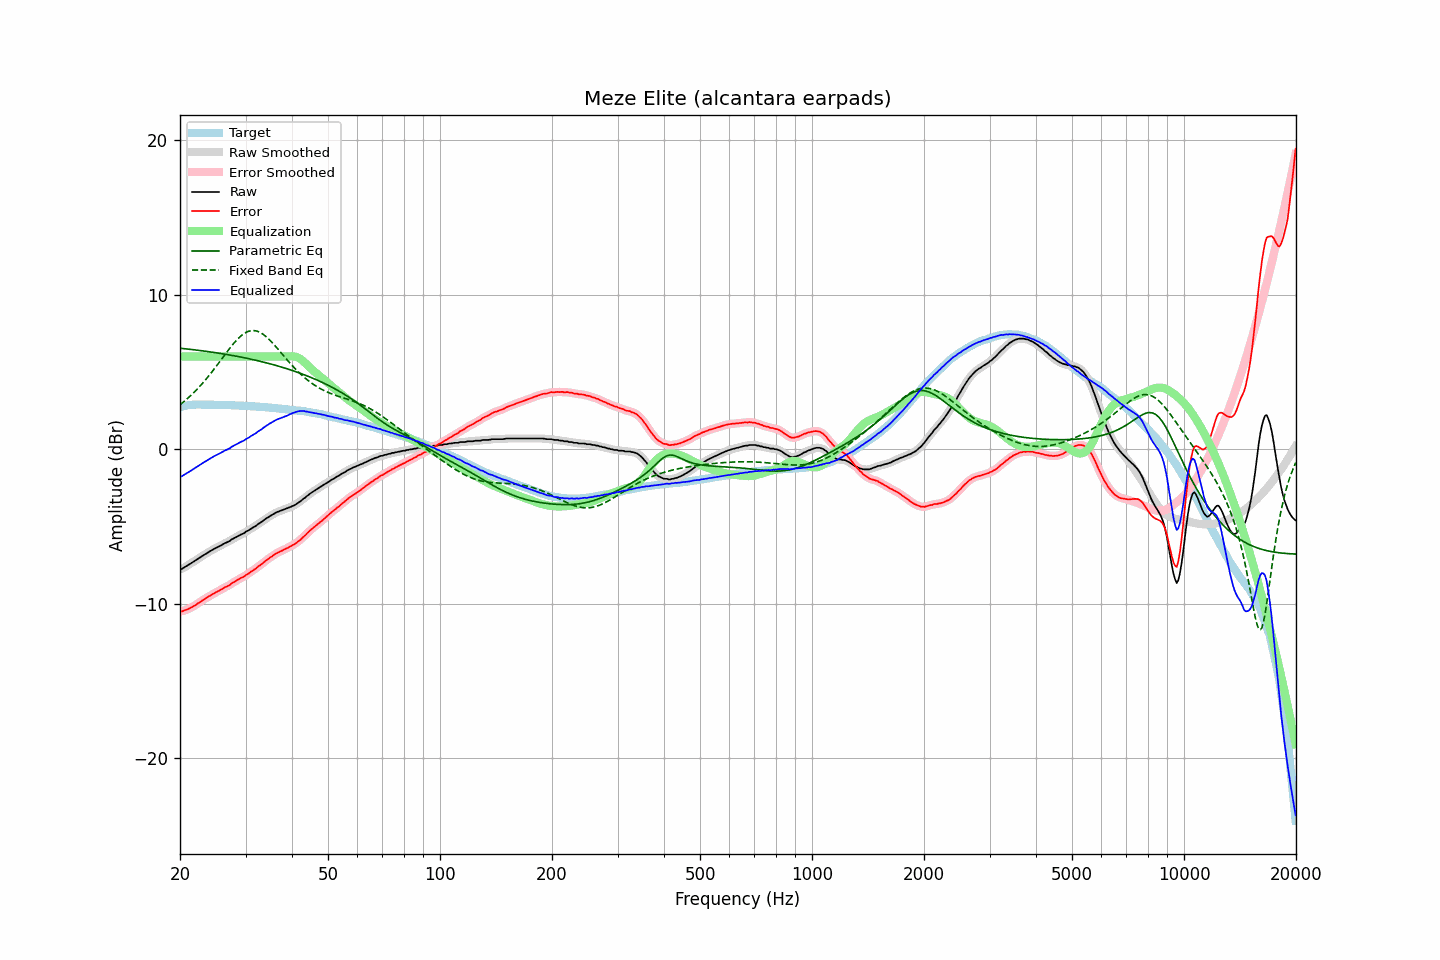 Meze Elite (alcantara earpads)
Target
Raw Smoothed
Error Smoothed
Raw
Error
Equalization
Parametric Eq
Fixed Band Eq
Equalized
20
10
0
−10
−20
Amplitude (dBr)
20 50 100 200 500 1000 2000 5000 10000 20000
Frequency (Hz)